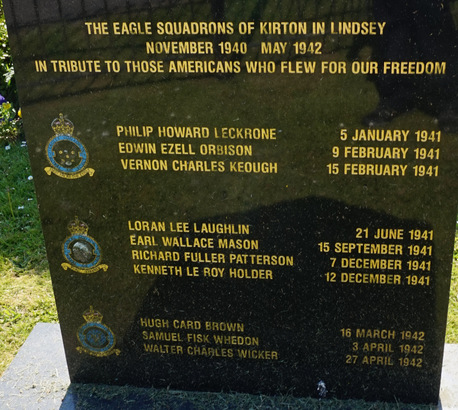 THE EAGLE SQUADRONS OF KIRTON IN LINDSEY
NOVEMBER 1940 MAY 1942
IN TRIBUTE TO THOSE AMERICANS WHO FLEW FOR OUR FREEDOM
PHILIP HOWARD LECKRONE 5 JANUARY 1941
EDWIN EZELL ORBISON 9 FEBRUARY 1941
VERNON CHARLES KEOUGH 15 FEBRUARY 1941
LORAN LEE LAUGHLIN 21 JUNE 1941
EARL WALLACE MASON 15 SEPTEMBER 1941
RICHARD FULLER PATTERSON 7 DECEMBER 1941
KENNETH LE ROY HOLDER 12 DECEMBER 1941
HUGH CARD BROWN 16 MARCH 1942
SAMUEL FISK WHEDON 3 APRIL 1942
WALTER CHARLES WICKER 27 APRIL 1942